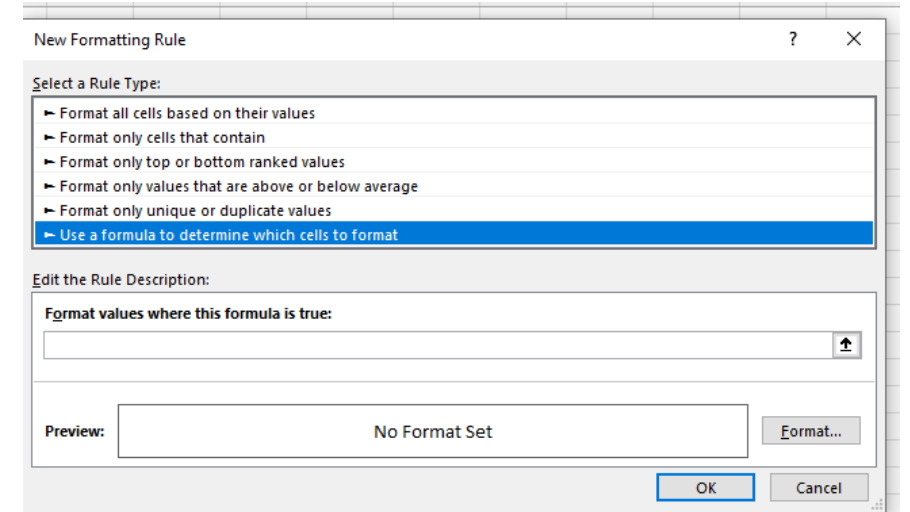 New Formatting Rule ? ×
Select a Rule Type:
► Format all cells based on their values
► Format only cells that contain
► Format only top or bottom ranked values
► Format only values that are above or below average
► Format only unique or duplicate values
► Use a formula to determine which cells to format
Edit the Rule Description:
Format values where this formula is true:
Preview: No Format Set Format...
OK Cancel